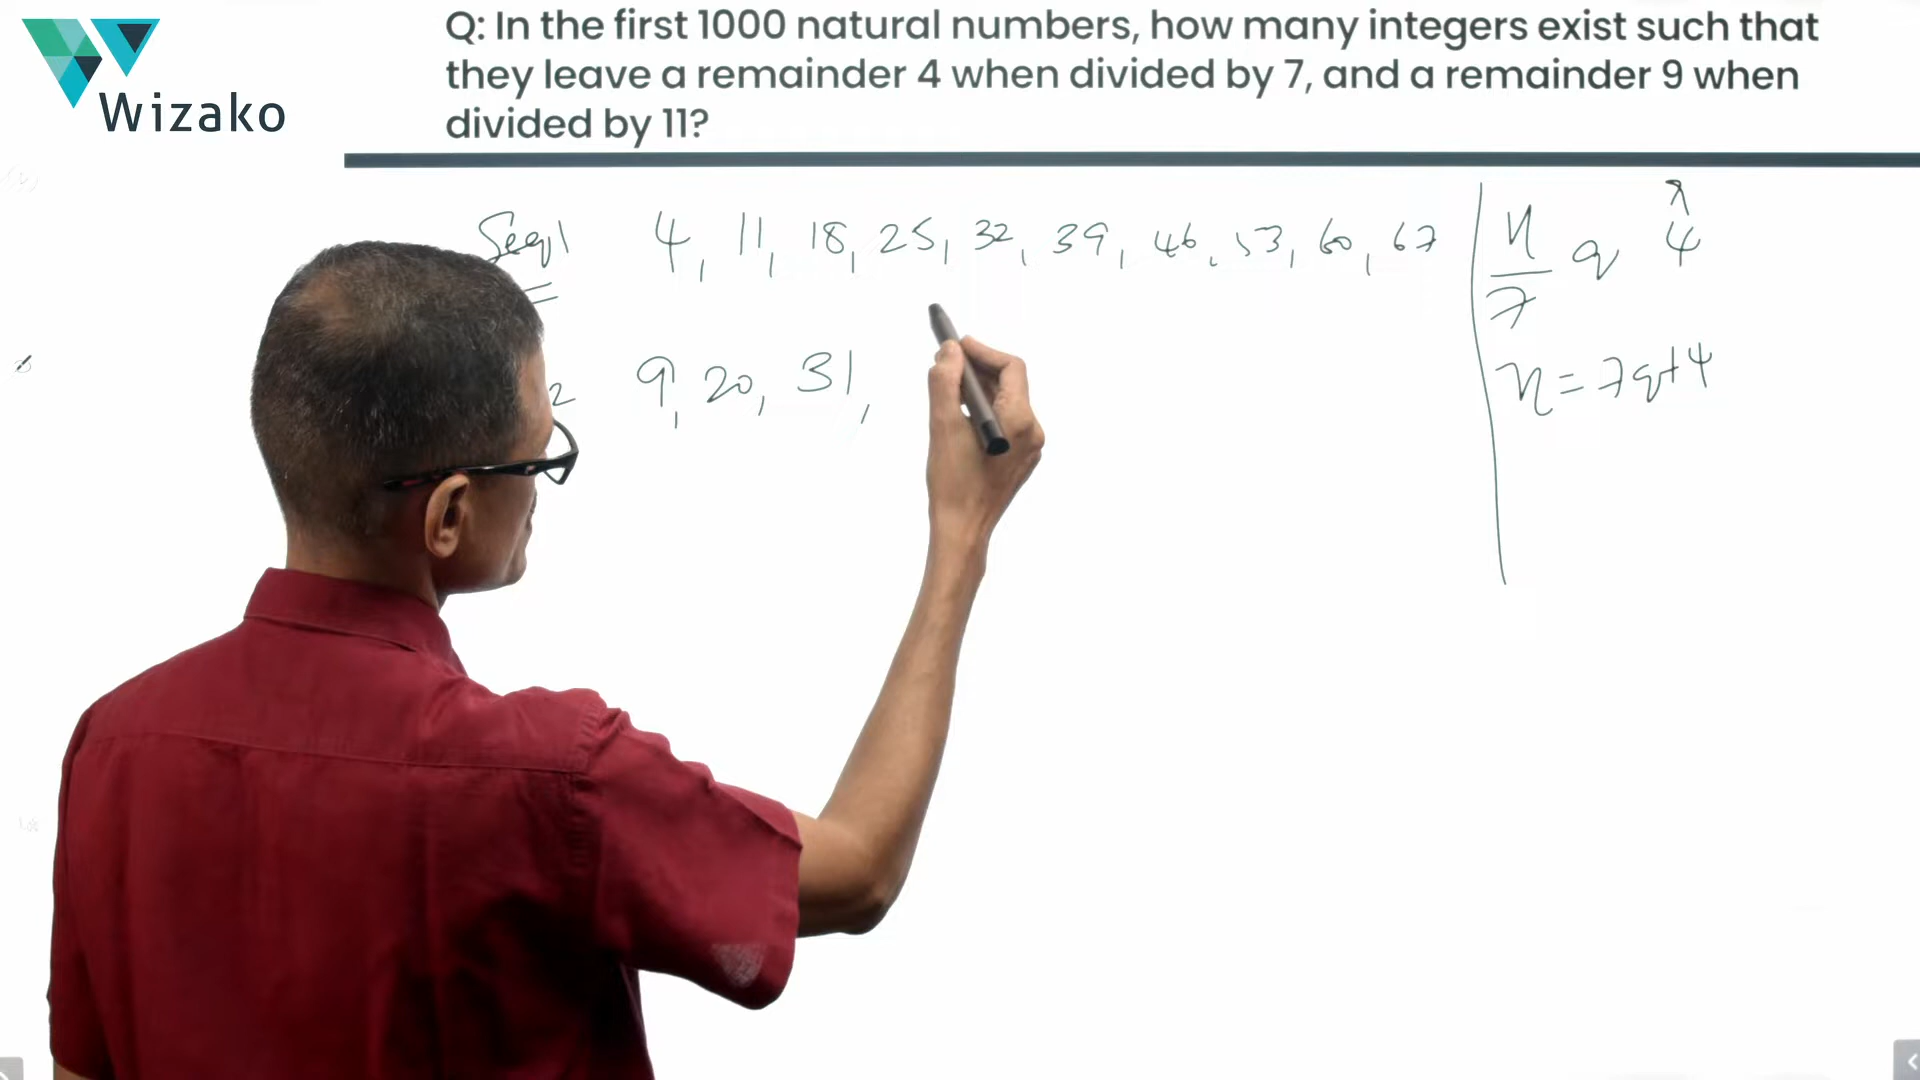 Wizako
Q: In the first 1000 natural numbers, how many integers exist such that
they leave a remainder 4 when divided by 7, and a remainder 9 when
divided by 11?
Seq1 4, 11, 18, 25, 32, 39, 46, 53, 60, 67
2 9, 20, 31,
r
n/7 q 4
n = 7q+4